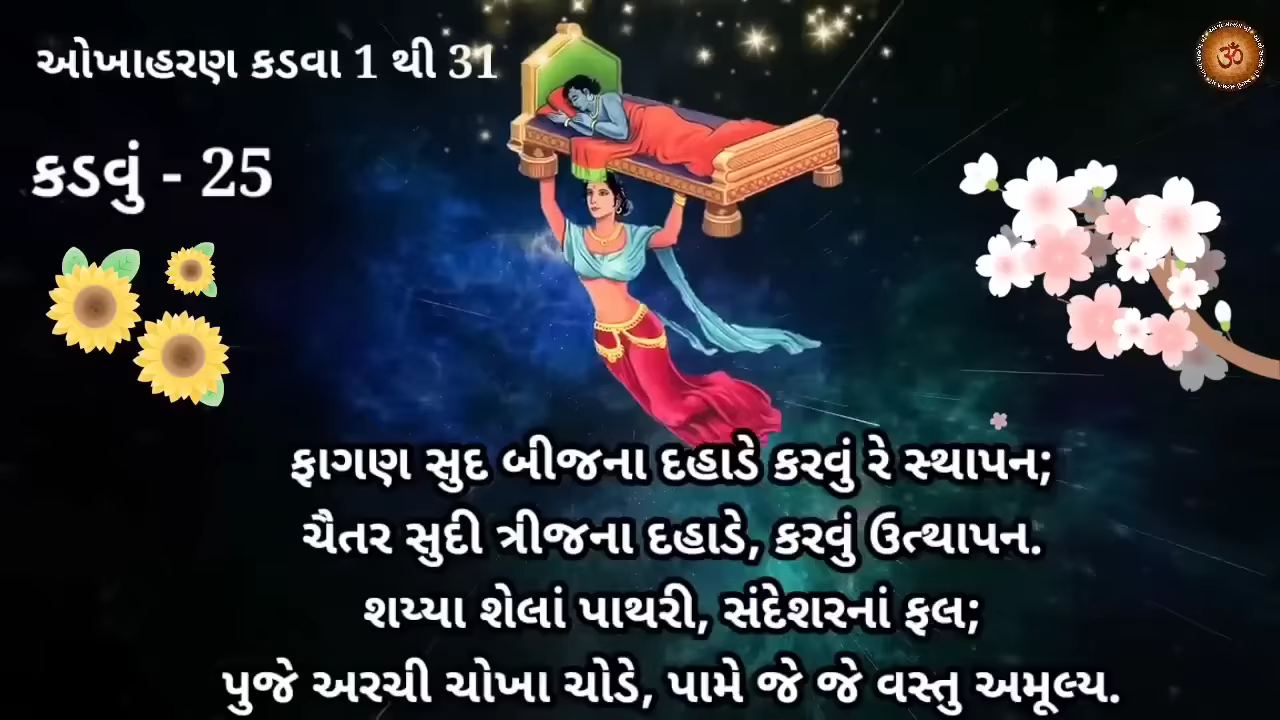 ઓખાહરણ કડવા 1 થી 31
કડવું - 25
ૐ
ફાગણ સુદ બીજના દહાડે કરવું રે સ્થાપન;
ચૈતર સુદી ત્રીજના દહાડે, કરવું ઉત્થાપન.
શય્યા શેલાં પાથરી, સંદેશરનાં ફલ;
પુજે અરચી ચોખા ચોડે, પામે જે જે વસ્તુ અમૂલ્ય.